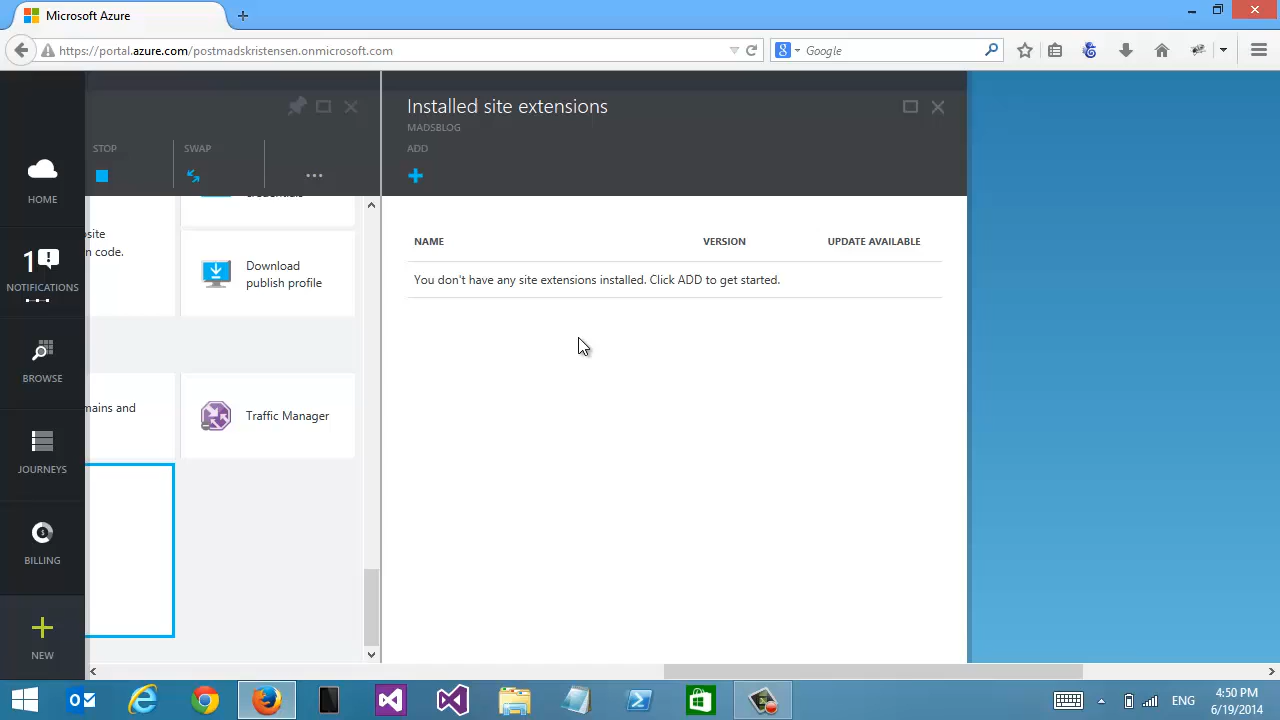 Microsoft Azure
https://portal.azure.com/postmadskristensen.onmicrosoft.com
Google
HOME
1
NOTIFICATIONS
BROWSE
JOURNEYS
BILLING
NEW
STOP
SWAP
site
n code.
Download
publish profile
mains and
Traffic Manager
Installed site extensions
MADSBLOG
ADD
NAME VERSION UPDATE AVAILABLE
You don't have any site extensions installed. Click ADD to get started.
ENG
4:50 PM
6/19/2014